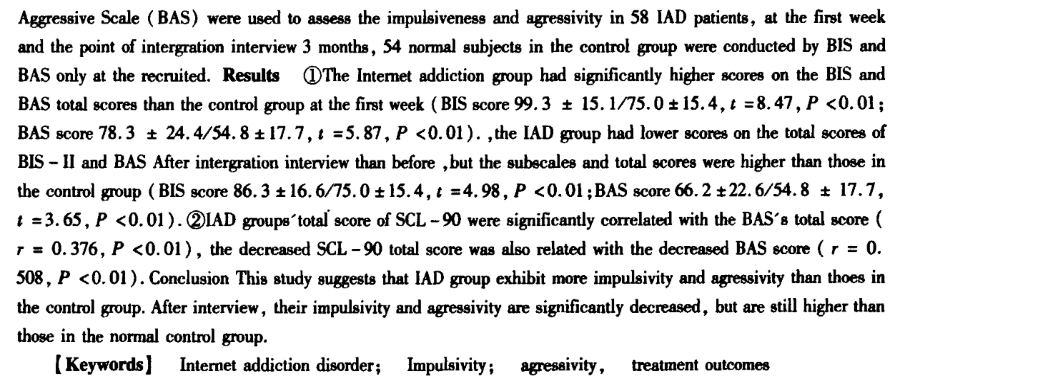 Aggressive Scale (BAS) were used to assess the impulsiveness and agressivity in 58 IAD patients, at the first week
and the point of intergration interview 3 months, 54 normal subjects in the control group were conducted by BIS and
BAS only at the recruited. Results ①The Internet addiction group had significantly higher scores on the BIS and
BAS total scores than the control group at the first week (BIS score 99.3 ± 15.1/75.0±15.4, t =8.47, P <0.01;
BAS score 78.3 ± 24.4/54.8±17.7, t =5.87, P <0.01). ,the IAD group had lower scores on the total scores of
BIS-II and BAS After intergration interview than before ,but the subscales and total scores were higher than those in
the control group (BIS score 86.3±16.6/75.0±15.4, t =4.98, P <0.01;BAS score 66.2±22.6/54.8 ± 17.7,
t =3.65, P <0.01). ②IAD groups´total score of SCL-90 were significantly correlated with the BAS´s total score (
r = 0.376, P <0.01), the decreased SCL-90 total score was also related with the decreased BAS score ( r = 0.
508, P <0.01). Conclusion This study suggests that IAD group exhibit more impulsivity and agressivity than thoes in
the control group. After interview, their impulsivity and agressivity are significantly decreased, but are still higher than
those in the normal control group.
【Keywords】 Internet addiction disorder; Impulsivity; agressivity, treatment outcomes